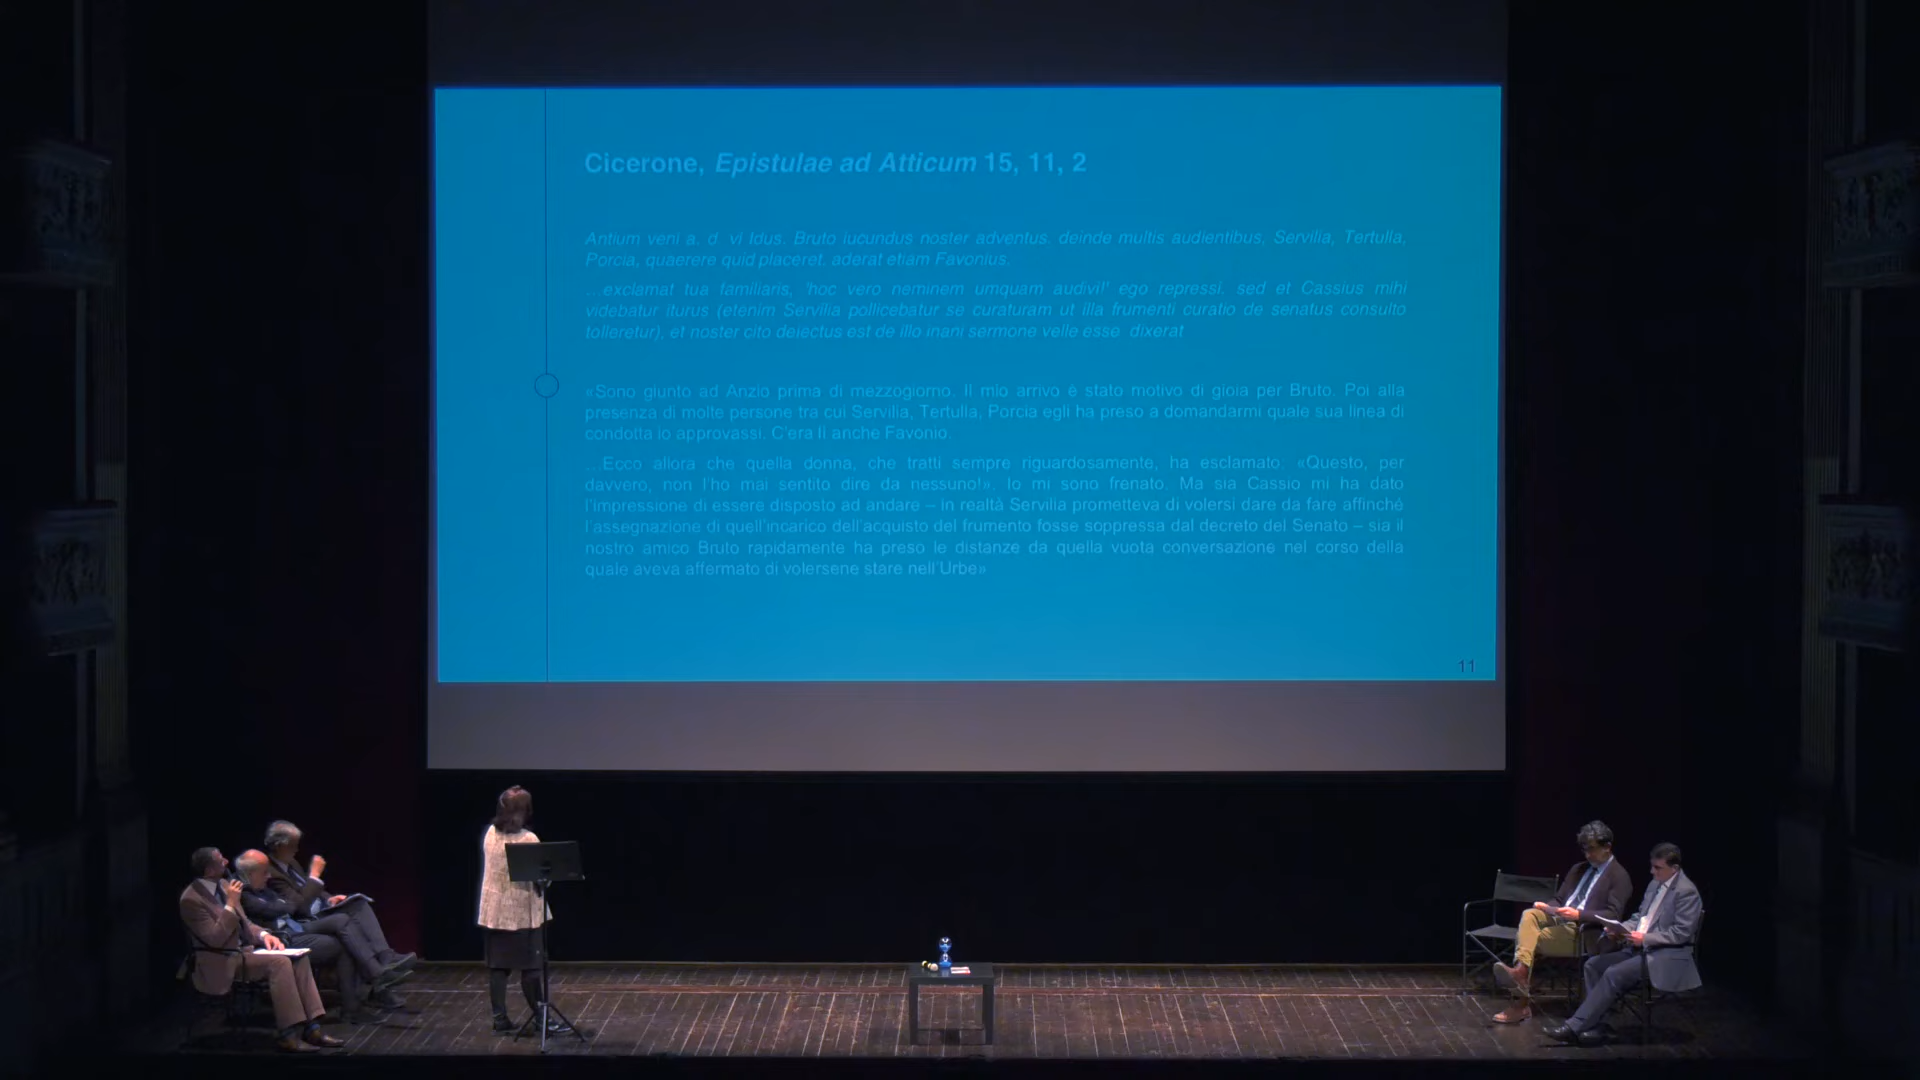 Cicerone, Epistulae ad Atticum 15, 11, 2
Antium veni a. d vi Idus. Bruto iucundus noster adventus. deinde multis audientibus, Servilia, Tertulla,
Porcia, quaerere quid placeret. aderat etiam Favonius.
...exclamat tua familiaris, 'hoc vero neminem umquam audivi!' ego repressi. sed et Cassius mihi
videbatur iturus (etenim Servilia pollicebatur se curaturam ut illa frumenti curatio de senatus consulto
tolleretur), et noster cito deiectus est de illo inani sermone velle esse dixerat
«Sono giunto ad Anzio prima di mezzogiorno. Il mio arrivo è stato motivo di gioia per Bruto. Poi alla
presenza di molte persone tra cui Servilia, Tertulla, Porcia egli ha preso a domandarmi quale sua linea di
condotta io approvassi. C'era lì anche Favonio.
...Ecco allora che quella donna, che tratti sempre riguardosamente, ha esclamato: «Questo, per
davvero, non l'ho mai sentito dire da nessuno!». Io mi sono frenato. Ma sia Cassio mi ha dato
l'impressione di essere disposto ad andare – in realtà Servilia prometteva di volersi dare da fare affinché
l'assegnazione di quell'incarico dell'acquisto del frumento fosse soppressa dal decreto del Senato – sia il
nostro amico Bruto rapidamente ha preso le distanze da quella vuota conversazione nel corso della
quale aveva affermato di volersene stare nell'Urbe»
11